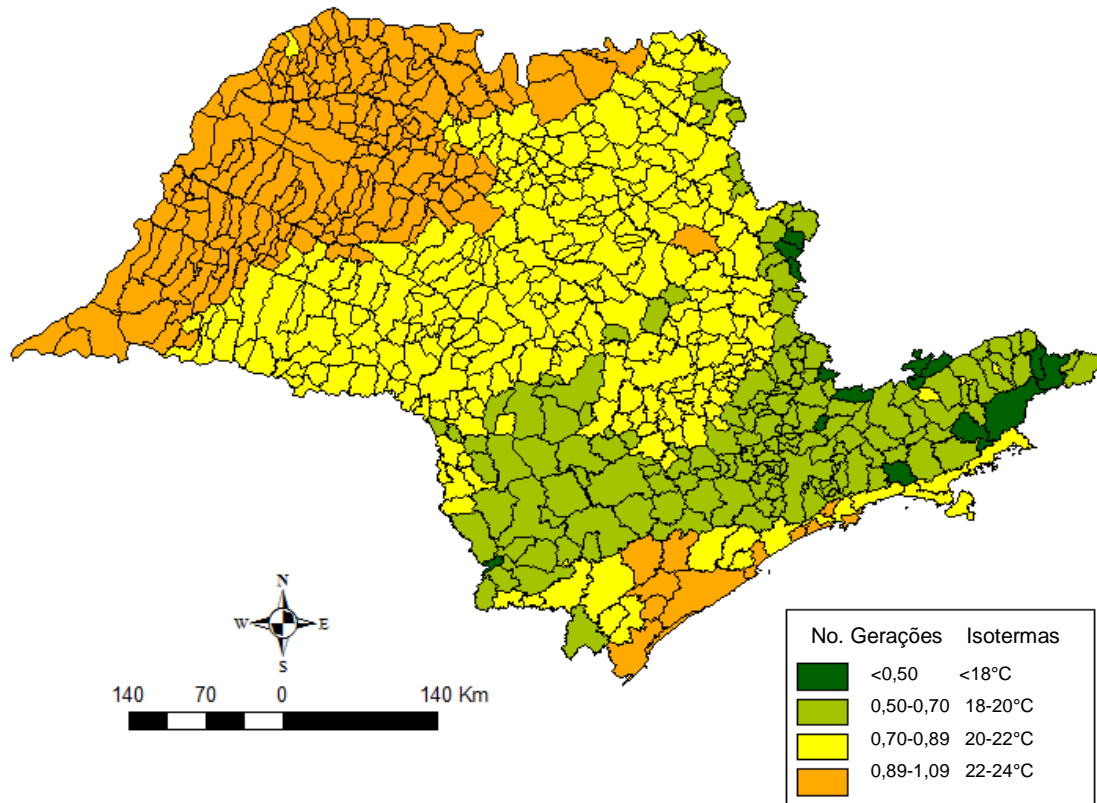 N
W E
S
140 70 0 140 Km
No. Gerações Isotermas
<0,50 <18°C
0,50-0,70 18-20°C
0,70-0,89 20-22°C
0,89-1,09 22-24°C